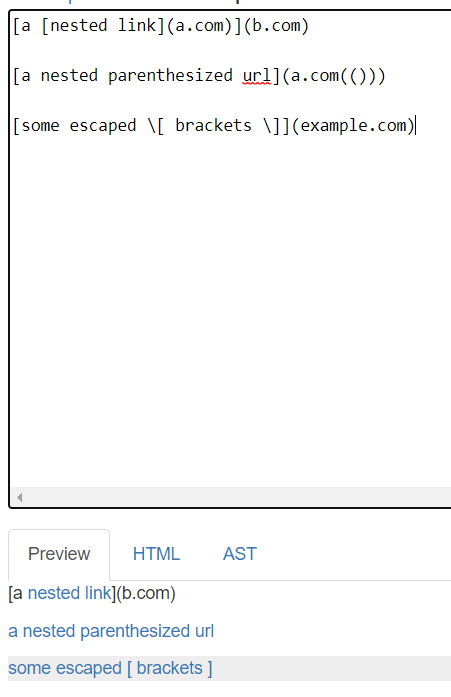 [a [nested link](a.com)](b.com)
[a nested parenthesized url](a.com(()))
[some escaped \[ brackets \]](example.com)
Preview HTML AST
[a nested link](b.com)
a nested parenthesized url
some escaped [ brackets ]